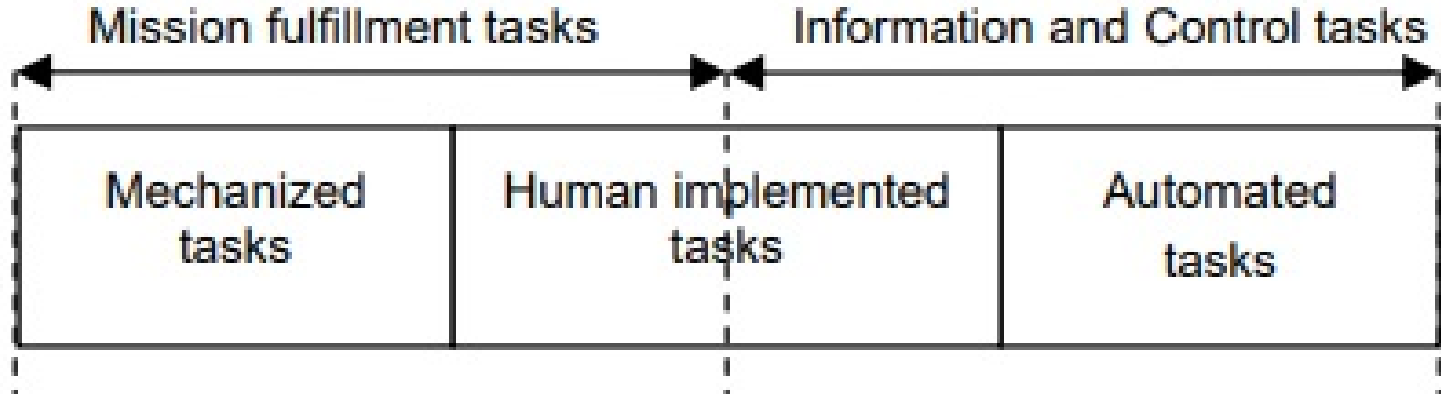 Mission fulfillment tasks
Information and Control tasks
Mechanized
tasks
Human implemented
tasks
Automated
tasks